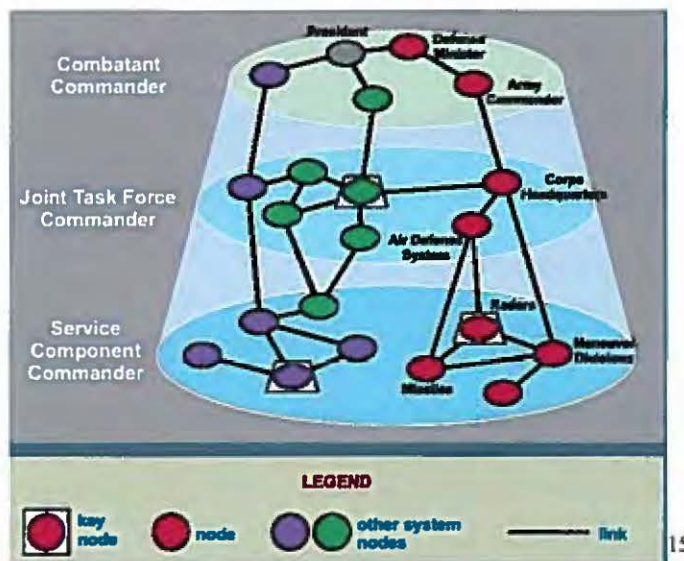 President
Defense
Minister
Combatant
Commander
Army
Commander
Joint Task Force
Commander
Corps
Headquarters
Air Defense
System
Radars
Service
Component
Commander
Maneuver
Divisions
Missiles
LEGEND
key
node
node
other system
nodes
link
15